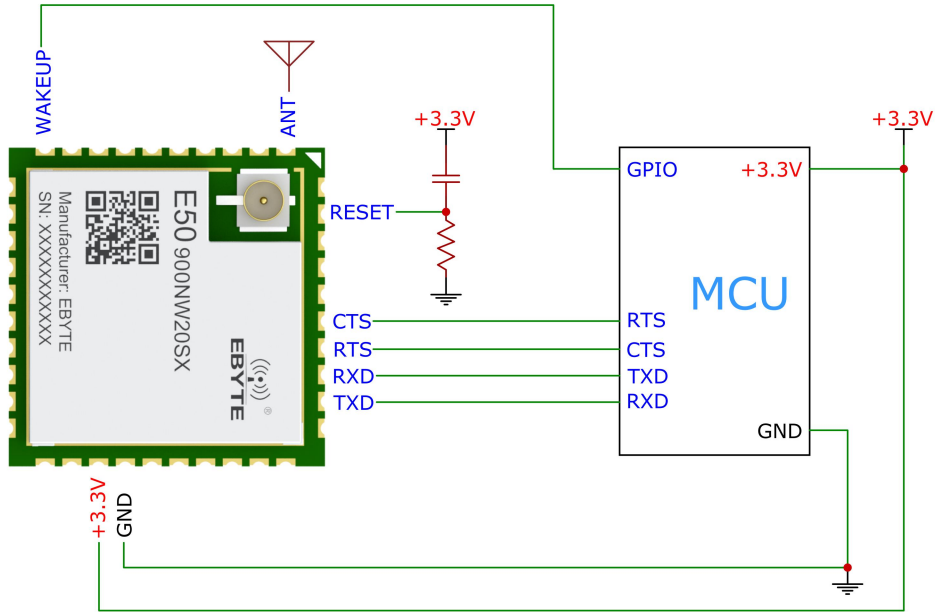 WAKEUP
ANT
+3.3V
+3.3V
E50 900NW20SX
Manufacturer: EBYTE
SN: XXXXXXXXXX
EBYTE
®
RESET
GPIO
+3.3V
MCU
CTS
RTS
RTS
CTS
RXD
TXD
TXD
RXD
GND
+3.3V
GND